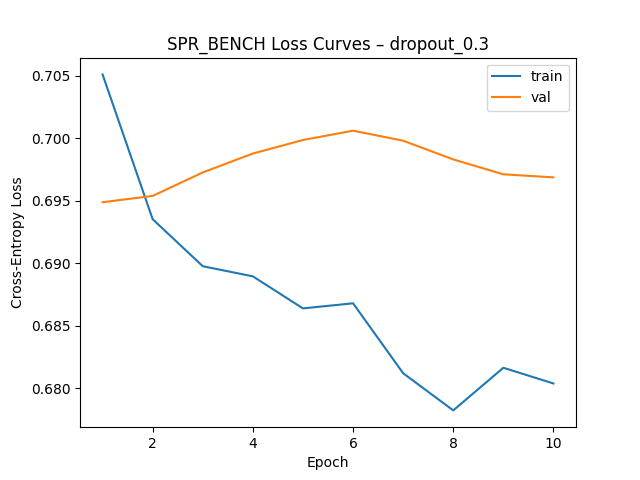 SPR_BENCH Loss Curves – dropout_0.3
train
val
Cross-Entropy Loss
0.705
0.700
0.695
0.690
0.685
0.680
2
4
6
8
10
Epoch